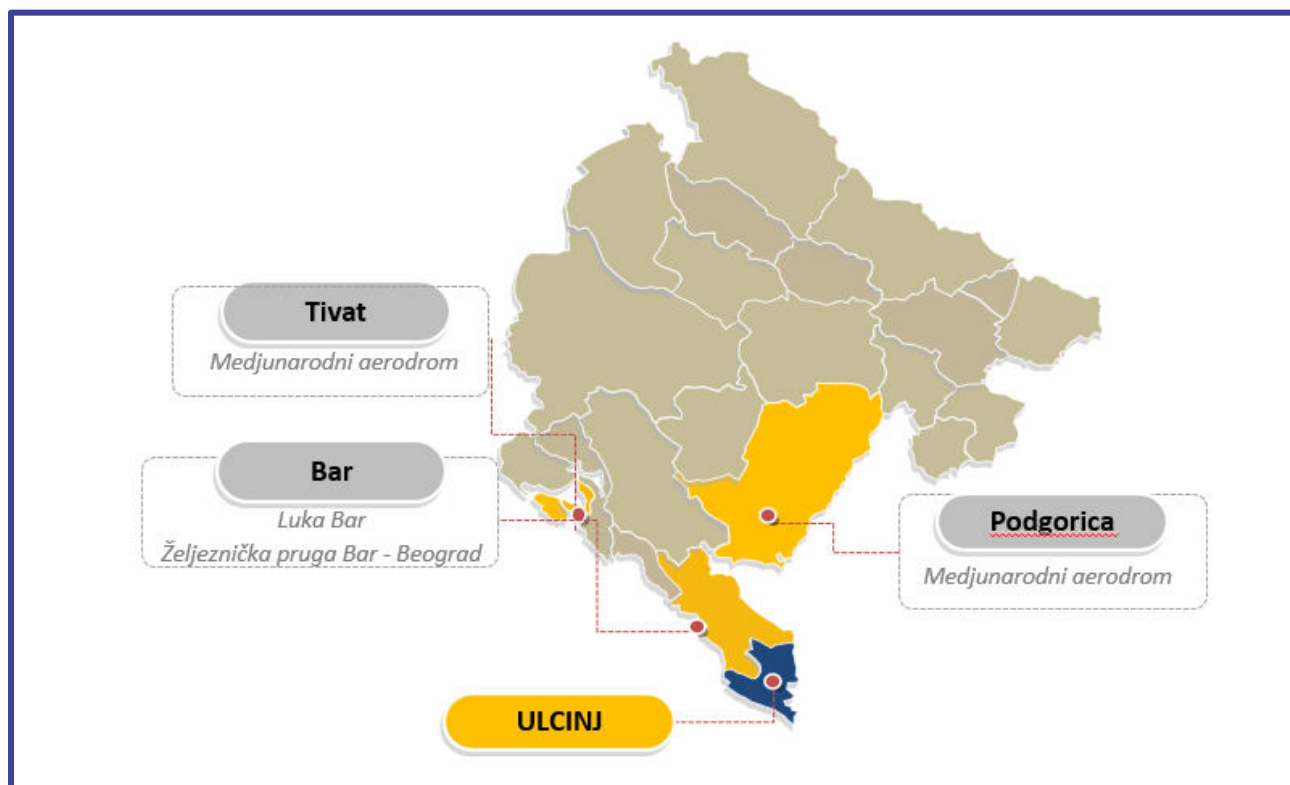 Tivat
Medjunarodni aerodrom
Bar
Luka Bar
Željeznička pruga Bar - Beograd
Podgorica
Medjunarodni aerodrom
ULCINJ